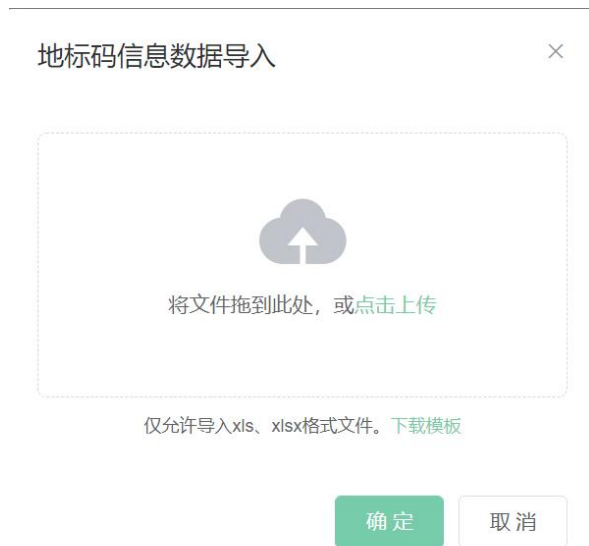 地标码信息数据导入
将文件拖到此处，或点击上传
仅允许导入xls、xlsx格式文件。下载模板
确 定 取 消